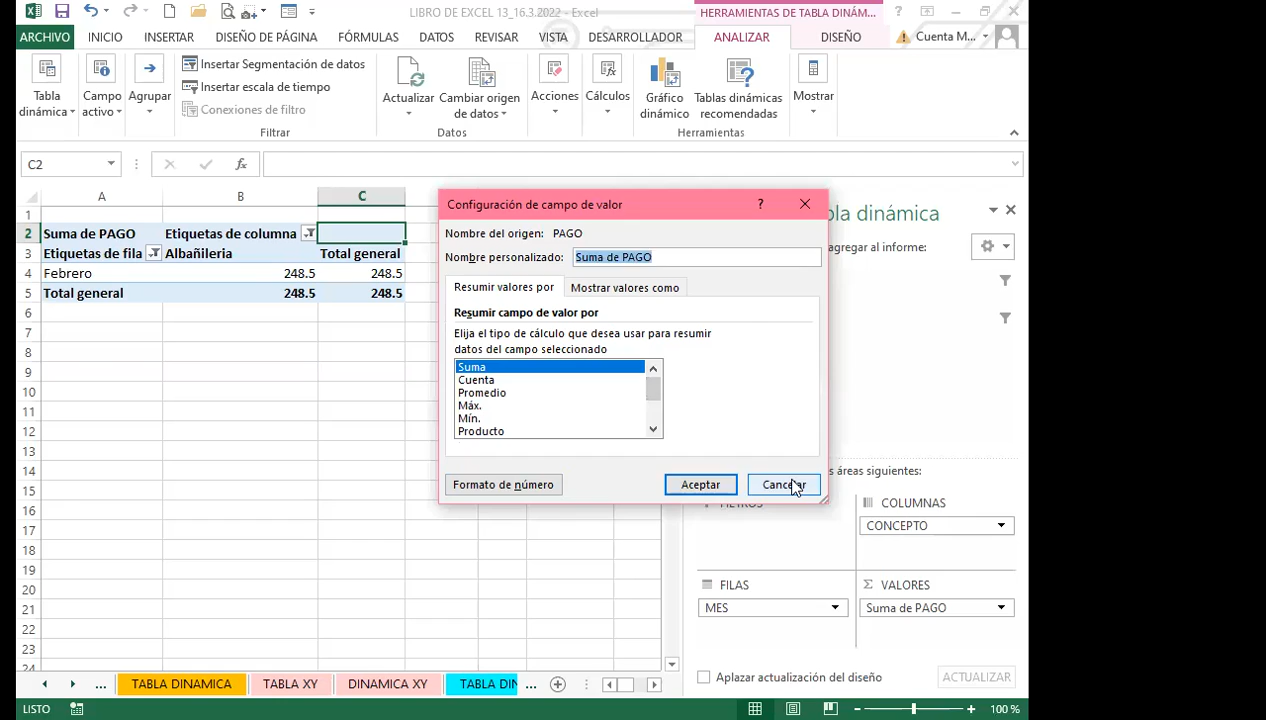 LIBRO DE EXCEL 13_16.3.2022 - Excel
HERRAMIENTAS DE TABLA DINÁM...
ARCHIVO INICIO INSERTAR DISEÑO DE PÁGINA FÓRMULAS DATOS REVISAR VISTA DESARROLLADOR ANALIZAR DISEÑO Cuenta M...
Tabla dinámica
Campo activo
Agrupar
Insertar Segmentación de datos
Insertar escala de tiempo
Conexiones de filtro
Filtrar
Actualizar
Cambiar origen de datos
Datos
Acciones
Cálculos
Gráfico dinámico
Tablas dinámicas recomendadas
Herramientas
Mostrar
C2
fx
A B C
1
2 Suma de PAGO Etiquetas de columna
3 Etiquetas de fila Albañileria Total general
4 Febrero 248.5 248.5
5 Total general 248.5 248.5
6
7
8
9
10
11
12
13
14
15
16
17
18
19
20
21
22
23
24
Configuración de campo de valor ?
Nombre del origen: PAGO
Nombre personalizado: Suma de PAGO
Resumir valores por Mostrar valores como
Resumir campo de valor por
Elija el tipo de cálculo que desea usar para resumir
datos del campo seleccionado
Suma
Cuenta
Promedio
Máx.
Mín.
Producto
Formato de número Aceptar Cancelar
dinámica
agregar al informe:
áreas siguientes:
FILTROS
COLUMNAS
CONCEPTO
FILAS
MES
Σ VALORES
Suma de PAGO
Aplazar actualización del diseño ACTUALIZAR
... TABLA DINAMICA TABLA XY DINAMICA XY TABLA DIN ...
LISTO
100 %